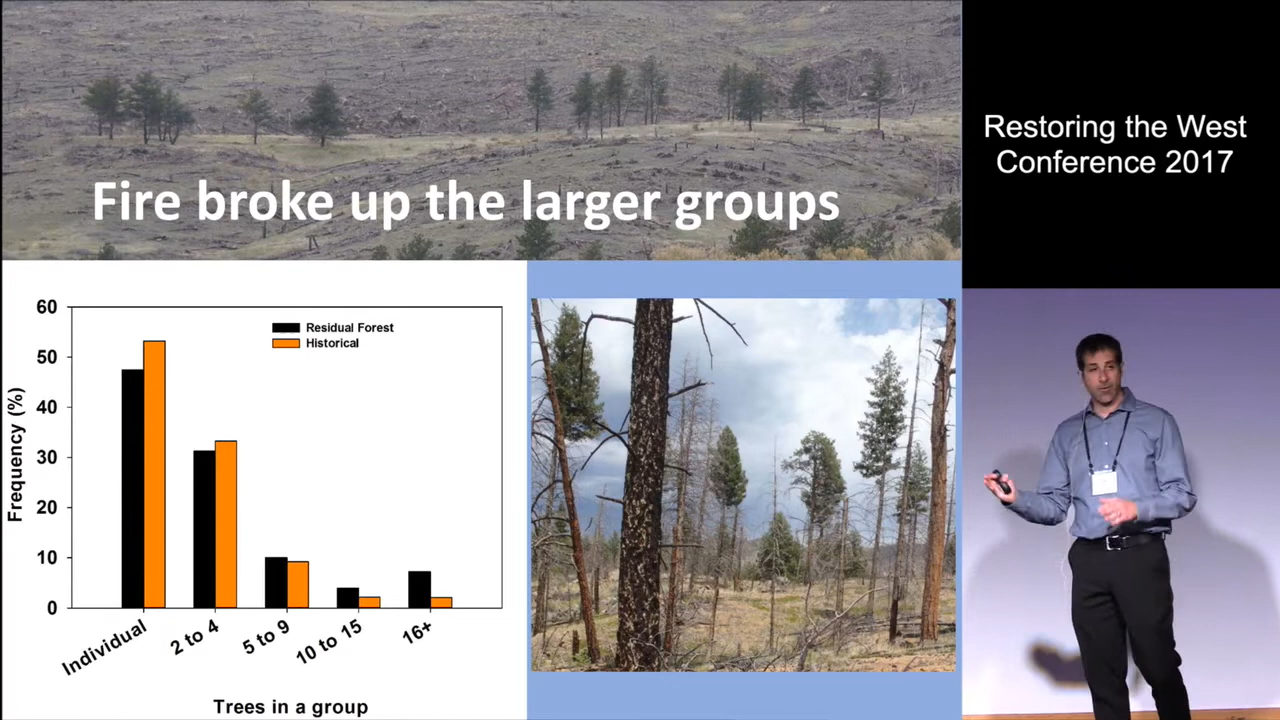 Fire broke up the larger groups
Restoring the West
Conference 2017
60
50
40
30
20
10
0
Frequency (%)
Residual Forest
Historical
Individual
2 to 4
5 to 9
10 to 15
16+
Trees in a group